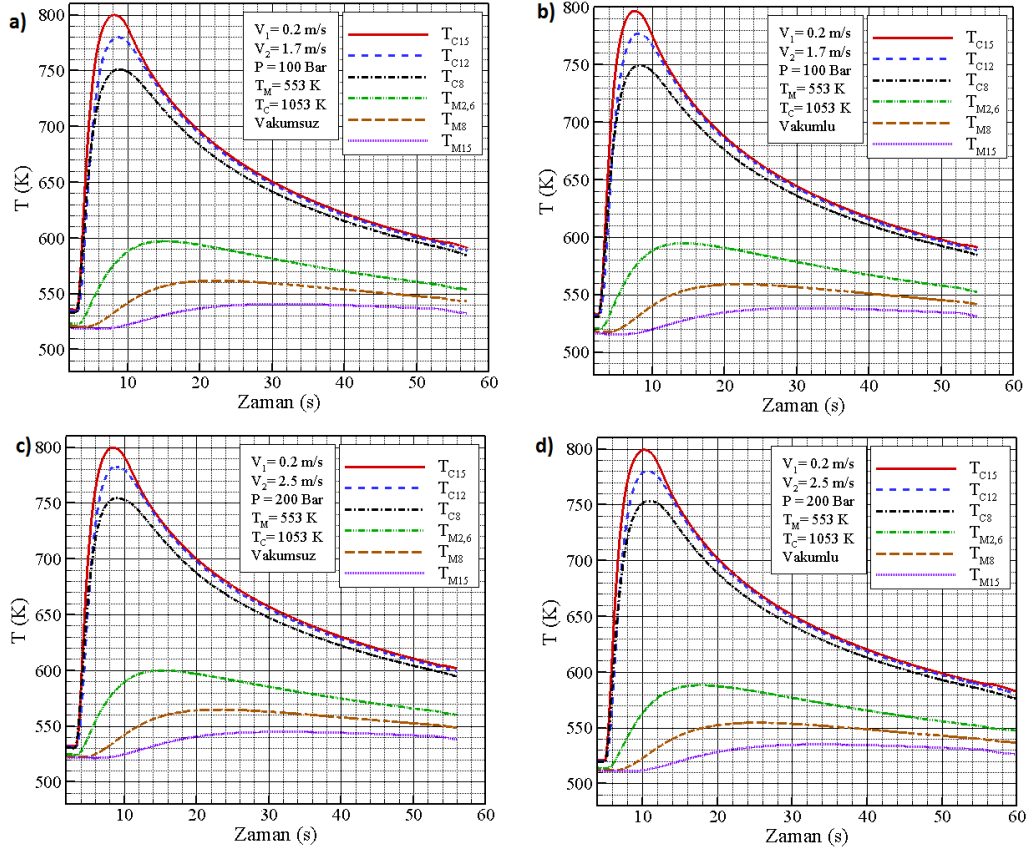 a)
V1= 0.2 m/s
V2= 1.7 m/s
P = 100 Bar
TM= 553 K
TC= 1053 K
Vakumsuz
TC15
TC12
TC8
TM2,6
TM8
TM15
800
750
700
650
600
550
500
T (K)
10 20 30 40 50 60
Zaman (s)
b)
V1= 0.2 m/s
V2= 1.7 m/s
P = 100 Bar
TM= 553 K
TC= 1053 K
Vakumlu
TC15
TC12
TC8
TM2,6
TM8
TM15
800
750
700
650
600
550
500
T (K)
10 20 30 40 50 60
Zaman (s)
c)
V1= 0.2 m/s
V2= 2.5 m/s
P = 200 Bar
TM= 553 K
TC= 1053 K
Vakumsuz
TC15
TC12
TC8
TM2,6
TM8
TM15
800
750
700
650
600
550
500
T (K)
10 20 30 40 50 60
Zaman (s)
d)
V1= 0.2 m/s
V2= 2.5 m/s
P = 200 Bar
TM= 553 K
TC= 1053 K
Vakumlu
TC15
TC12
TC8
TM2,6
TM8
TM15
800
750
700
650
600
550
500
T (K)
10 20 30 40 50 60
Zaman (s)